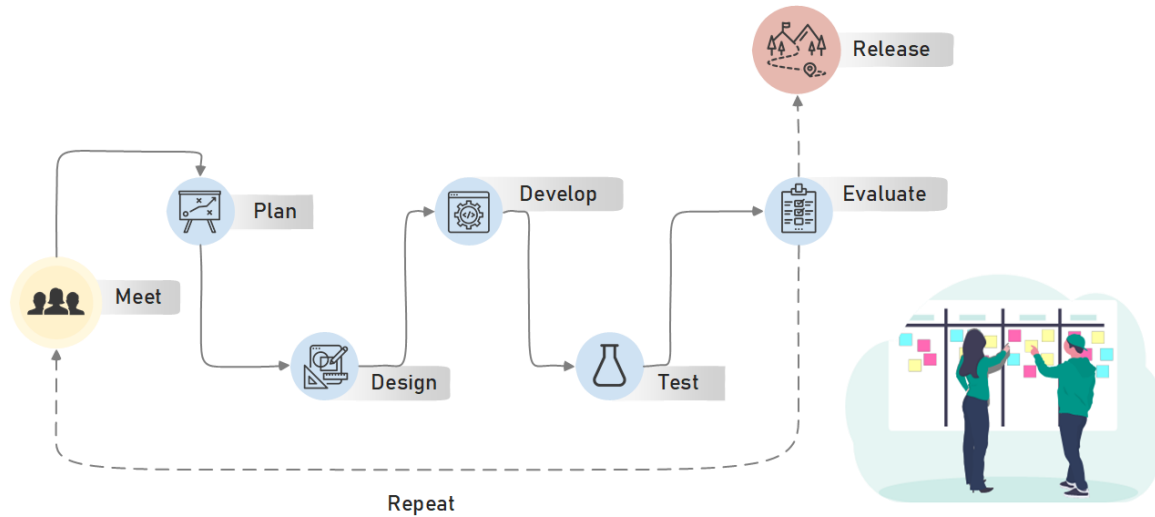 Release
Plan
Develop
Evaluate
Meet
Design
Test
Repeat